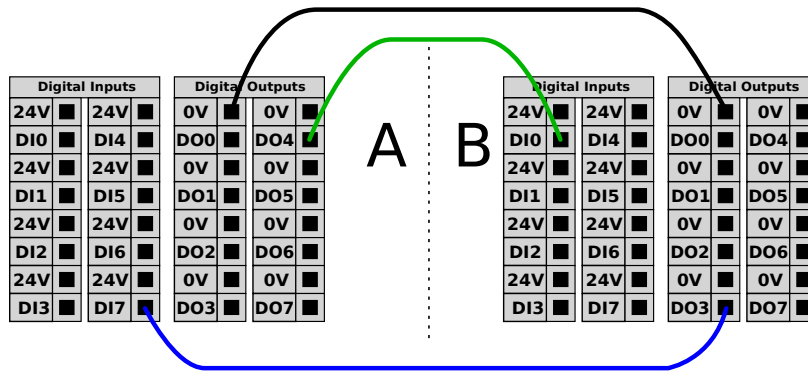 Digital Inputs Digital Outputs
24V 24V 0V 0V
DI0 DI4 DO0 DO4
24V 24V 0V 0V
DI1 DI5 DO1 DO5
24V 24V 0V 0V
DI2 DI6 DO2 DO6
24V 24V 0V 0V
DI3 DI7 DO3 DO7
A B
Digital Inputs Digital Outputs
24V 24V 0V 0V
DI0 DI4 DO0 DO4
24V 24V 0V 0V
DI1 DI5 DO1 DO5
24V 24V 0V 0V
DI2 DI6 DO2 DO6
24V 24V 0V 0V
DI3 DI7 DO3 DO7